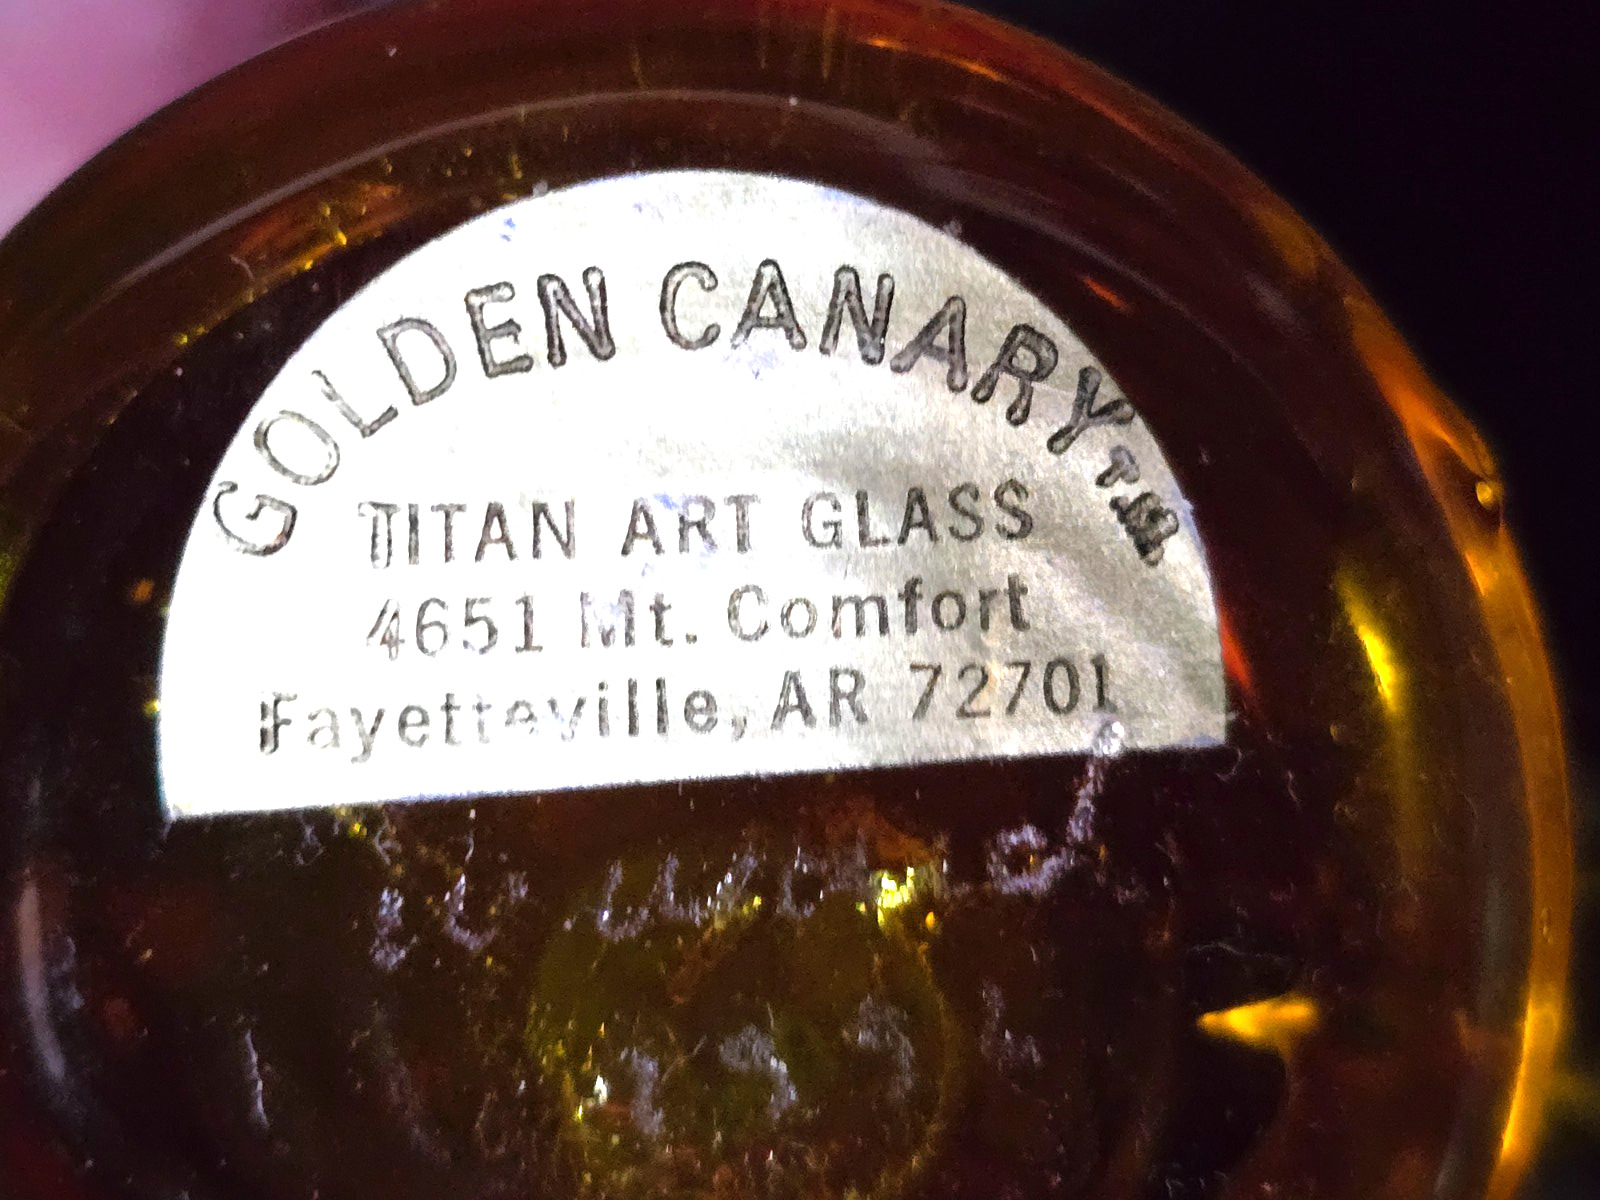 GOLDEN CANARY™
TITAN ART GLASS
4651 Mt. Comfort
Fayetteville, AR 72701